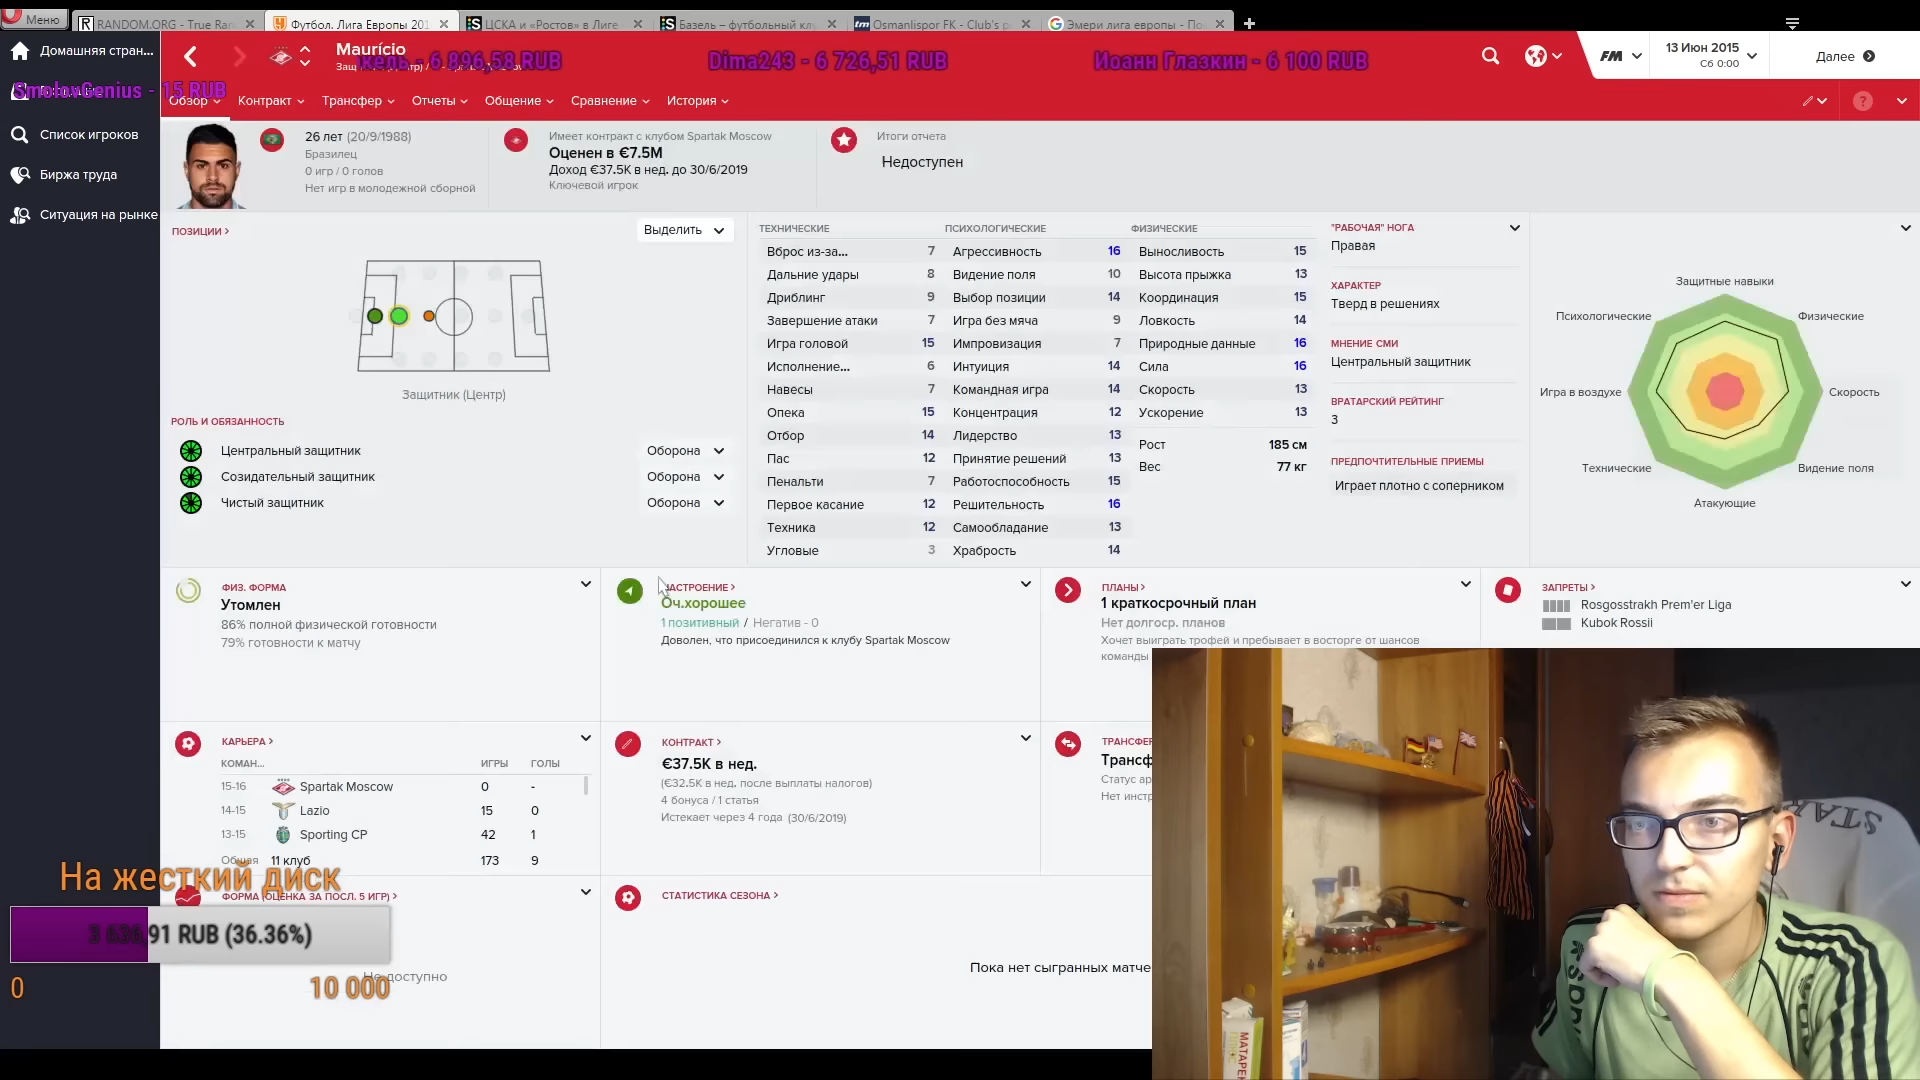 Меню
RANDOM.ORG - True Ran
Футбол. Лига Европы 201
ЦСКА и «Ростов» в Лиге
Базель – футбольный кл
Osmanlispor FK - Club's p
Эмери лига европы - По
Домашняя стран...
Maurício
6 896,58 RUB
Dima243 - 6 726,51 RUB
Иоанн Глазкин - 6 100 RUB
FM
13 Июн 2015
Сб 0:00
Далее
SmolovGenius - 15 RUB
Обзор
Контракт
Трансфер
Отчеты
Общение
Сравнение
История
Список игроков
Биржа труда
Ситуация на рынке
26 лет (20/9/1988)
Бразилец
0 игр / 0 голов
Нет игр в молодежной сборной
Имеет контракт с клубом Spartak Moscow
Оценен в €7.5M
Доход €37.5K в нед. до 30/6/2019
Ключевой игрок
Итоги отчета
Недоступен
ПОЗИЦИИ >
Выделить
Защитник (Центр)
РОЛЬ И ОБЯЗАННОСТЬ
Центральный защитник Оборона
Созидательный защитник Оборона
Чистый защитник Оборона
ТЕХНИЧЕСКИЕ
Вброс из-за... 7
Дальние удары 8
Дриблинг 9
Завершение атаки 7
Игра головой 15
Исполнение... 6
Навесы 7
Опека 15
Отбор 14
Пас 12
Пенальти 7
Первое касание 12
Техника 12
Угловые 3
ПСИХОЛОГИЧЕСКИЕ
Агрессивность 16
Видение поля 10
Выбор позиции 14
Игра без мяча 9
Импровизация 7
Интуиция 14
Командная игра 14
Концентрация 12
Лидерство 13
Принятие решений 13
Работоспособность 15
Решительность 16
Самообладание 13
Храбрость 14
ФИЗИЧЕСКИЕ
Выносливость 15
Высота прыжка 13
Координация 15
Ловкость 14
Природные данные 16
Сила 16
Скорость 13
Ускорение 13
Рост 185 см
Вес 77 кг
"РАБОЧАЯ" НОГА
Правая
ХАРАКТЕР
Тверд в решениях
МНЕНИЕ СМИ
Центральный защитник
ВРАТАРСКИЙ РЕЙТИНГ
3
ПРЕДПОЧТИТЕЛЬНЫЕ ПРИЕМЫ
Играет плотно с соперником
Защитные навыки
Психологические
Физические
Игра в воздухе
Скорость
Технические
Видение поля
Атакующие
ФИЗ. ФОРМА
Утомлен
86% полной физической готовности
79% готовности к матчу
НАСТРОЕНИЕ >
Оч.хорошее
1 позитивный / Негатив - 0
Доволен, что присоединился к клубу Spartak Moscow
ПЛАНЫ >
1 краткосрочный план
Нет долгоср. планов
Хочет выиграть трофей и пребывает в восторге от шансов
команды
ЗАПРЕТЫ >
Rosgosstrakh Prem'er Liga
Kubok Rossii
КАРЬЕРА >
КОМАН... ИГРЫ ГОЛЫ
15-16 Spartak Moscow 0 -
14-15 Lazio 15 0
13-15 Sporting CP 42 1
Общая 11 клуб 173 9
КОНТРАКТ >
€37.5K в нед.
(€32.5K в нед. после выплаты налогов)
4 бонуса / 1 статья
Истекает через 4 года (30/6/2019)
ТРАНСФЕР
Трансф
Статус ар
Нет инстр
На жесткий диск
ФОРМА (ОЦЕНКА ЗА ПОСЛ. 5 ИГР) >
3 636,91 RUB (36.36%)
0
10 000
Не доступно
СТАТИСТИКА СЕЗОНА >
Пока нет сыгранных матче